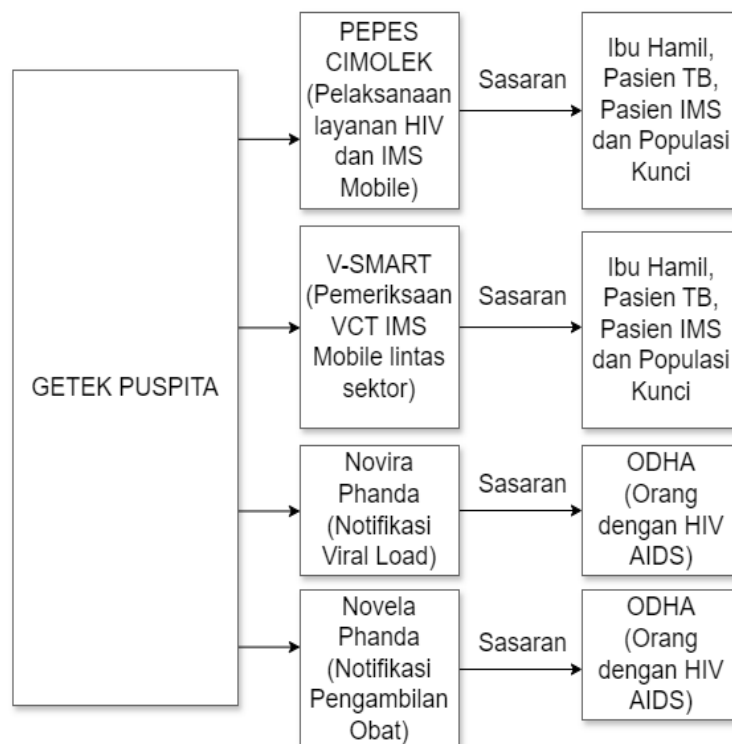 GETEK PUSPITA
PEPES
CIMOLEK
(Pelaksanaan
layanan HIV
dan IMS
Mobile)
Sasaran
Ibu Hamil,
Pasien TB,
Pasien IMS
dan Populasi
Kunci
V-SMART
(Pemeriksaan
VCT IMS
Mobile lintas
sektor)
Sasaran
Ibu Hamil,
Pasien TB,
Pasien IMS
dan Populasi
Kunci
Novira
Phanda
(Notifikasi
Viral Load)
Sasaran
ODHA
(Orang
dengan HIV
AIDS)
Novela
Phanda
(Notifikasi
Pengambilan
Obat)
Sasaran
ODHA
(Orang
dengan HIV
AIDS)